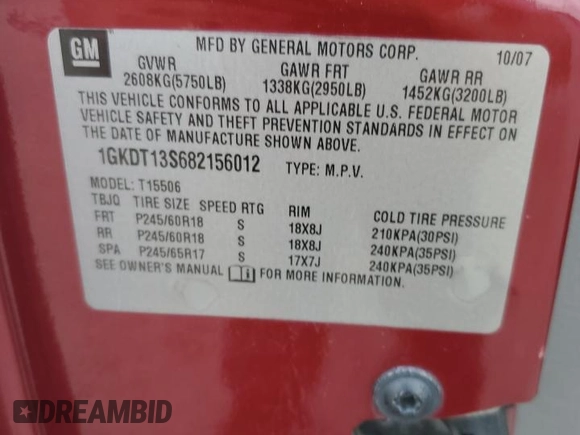 GM
MFD BY GENERAL MOTORS CORP. 10/07
GVWR GAWR FRT GAWR RR
2608KG(5750LB) 1338KG(2950LB) 1452KG(3200LB)
THIS VEHICLE CONFORMS TO ALL APPLICABLE U.S. FEDERAL MOTOR
VEHICLE SAFETY AND THEFT PREVENTION STANDARDS IN EFFECT ON
THE DATE OF MANUFACTURE SHOWN ABOVE.
1GKDT13S682156012 TYPE: M.P.V.
MODEL: T15506
TBJQ TIRE SIZE SPEED RTG RIM COLD TIRE PRESSURE
FRT P245/60R18 S 18X8J 210KPA(30PSI)
RR P245/60R18 S 18X8J 240KPA(35PSI)
SPA P245/65R17 S 17X7J 240KPA(35PSI)
SEE OWNER'S MANUAL FOR MORE INFORMATION.
DREAMBID